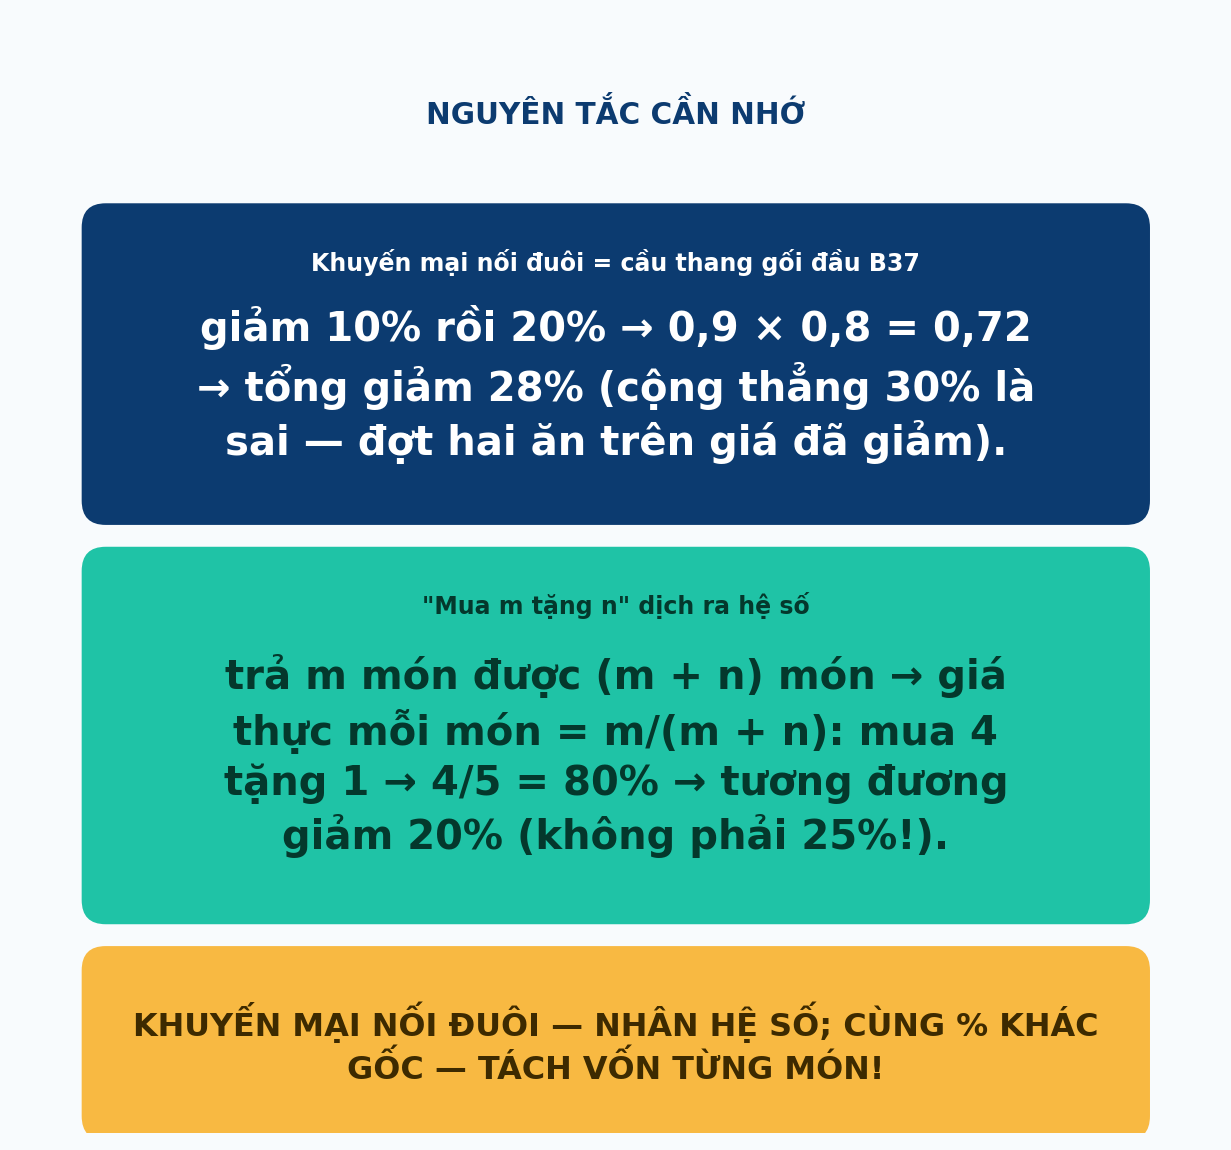 NGUYÊN TẮC CẦN NHỚ
Khuyến mại nối đuôi = cầu thang gối đầu B37
giảm 10% rồi 20% → 0,9 × 0,8 = 0,72
→ tổng giảm 28% (cộng thẳng 30% là
sai — đợt hai ăn trên giá đã giảm).
"Mua m tặng n" dịch ra hệ số
trả m món được (m + n) món → giá
thực mỗi món = m/(m + n): mua 4
tặng 1 → 4/5 = 80% → tương đương
giảm 20% (không phải 25%!).
KHUYẾN MẠI NỐI ĐUÔI — NHÂN HỆ SỐ; CÙNG % KHÁC
GỐC — TÁCH VỐN TỪNG MÓN!